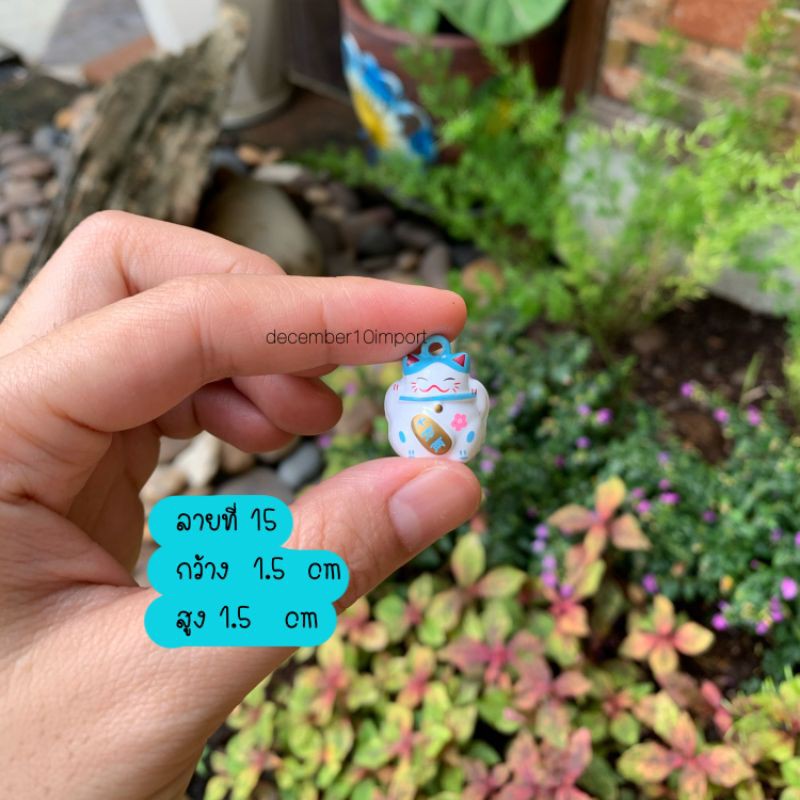 december10import
ลายที่ 15
กว้าง 1.5 cm
สูง 1.5 cm